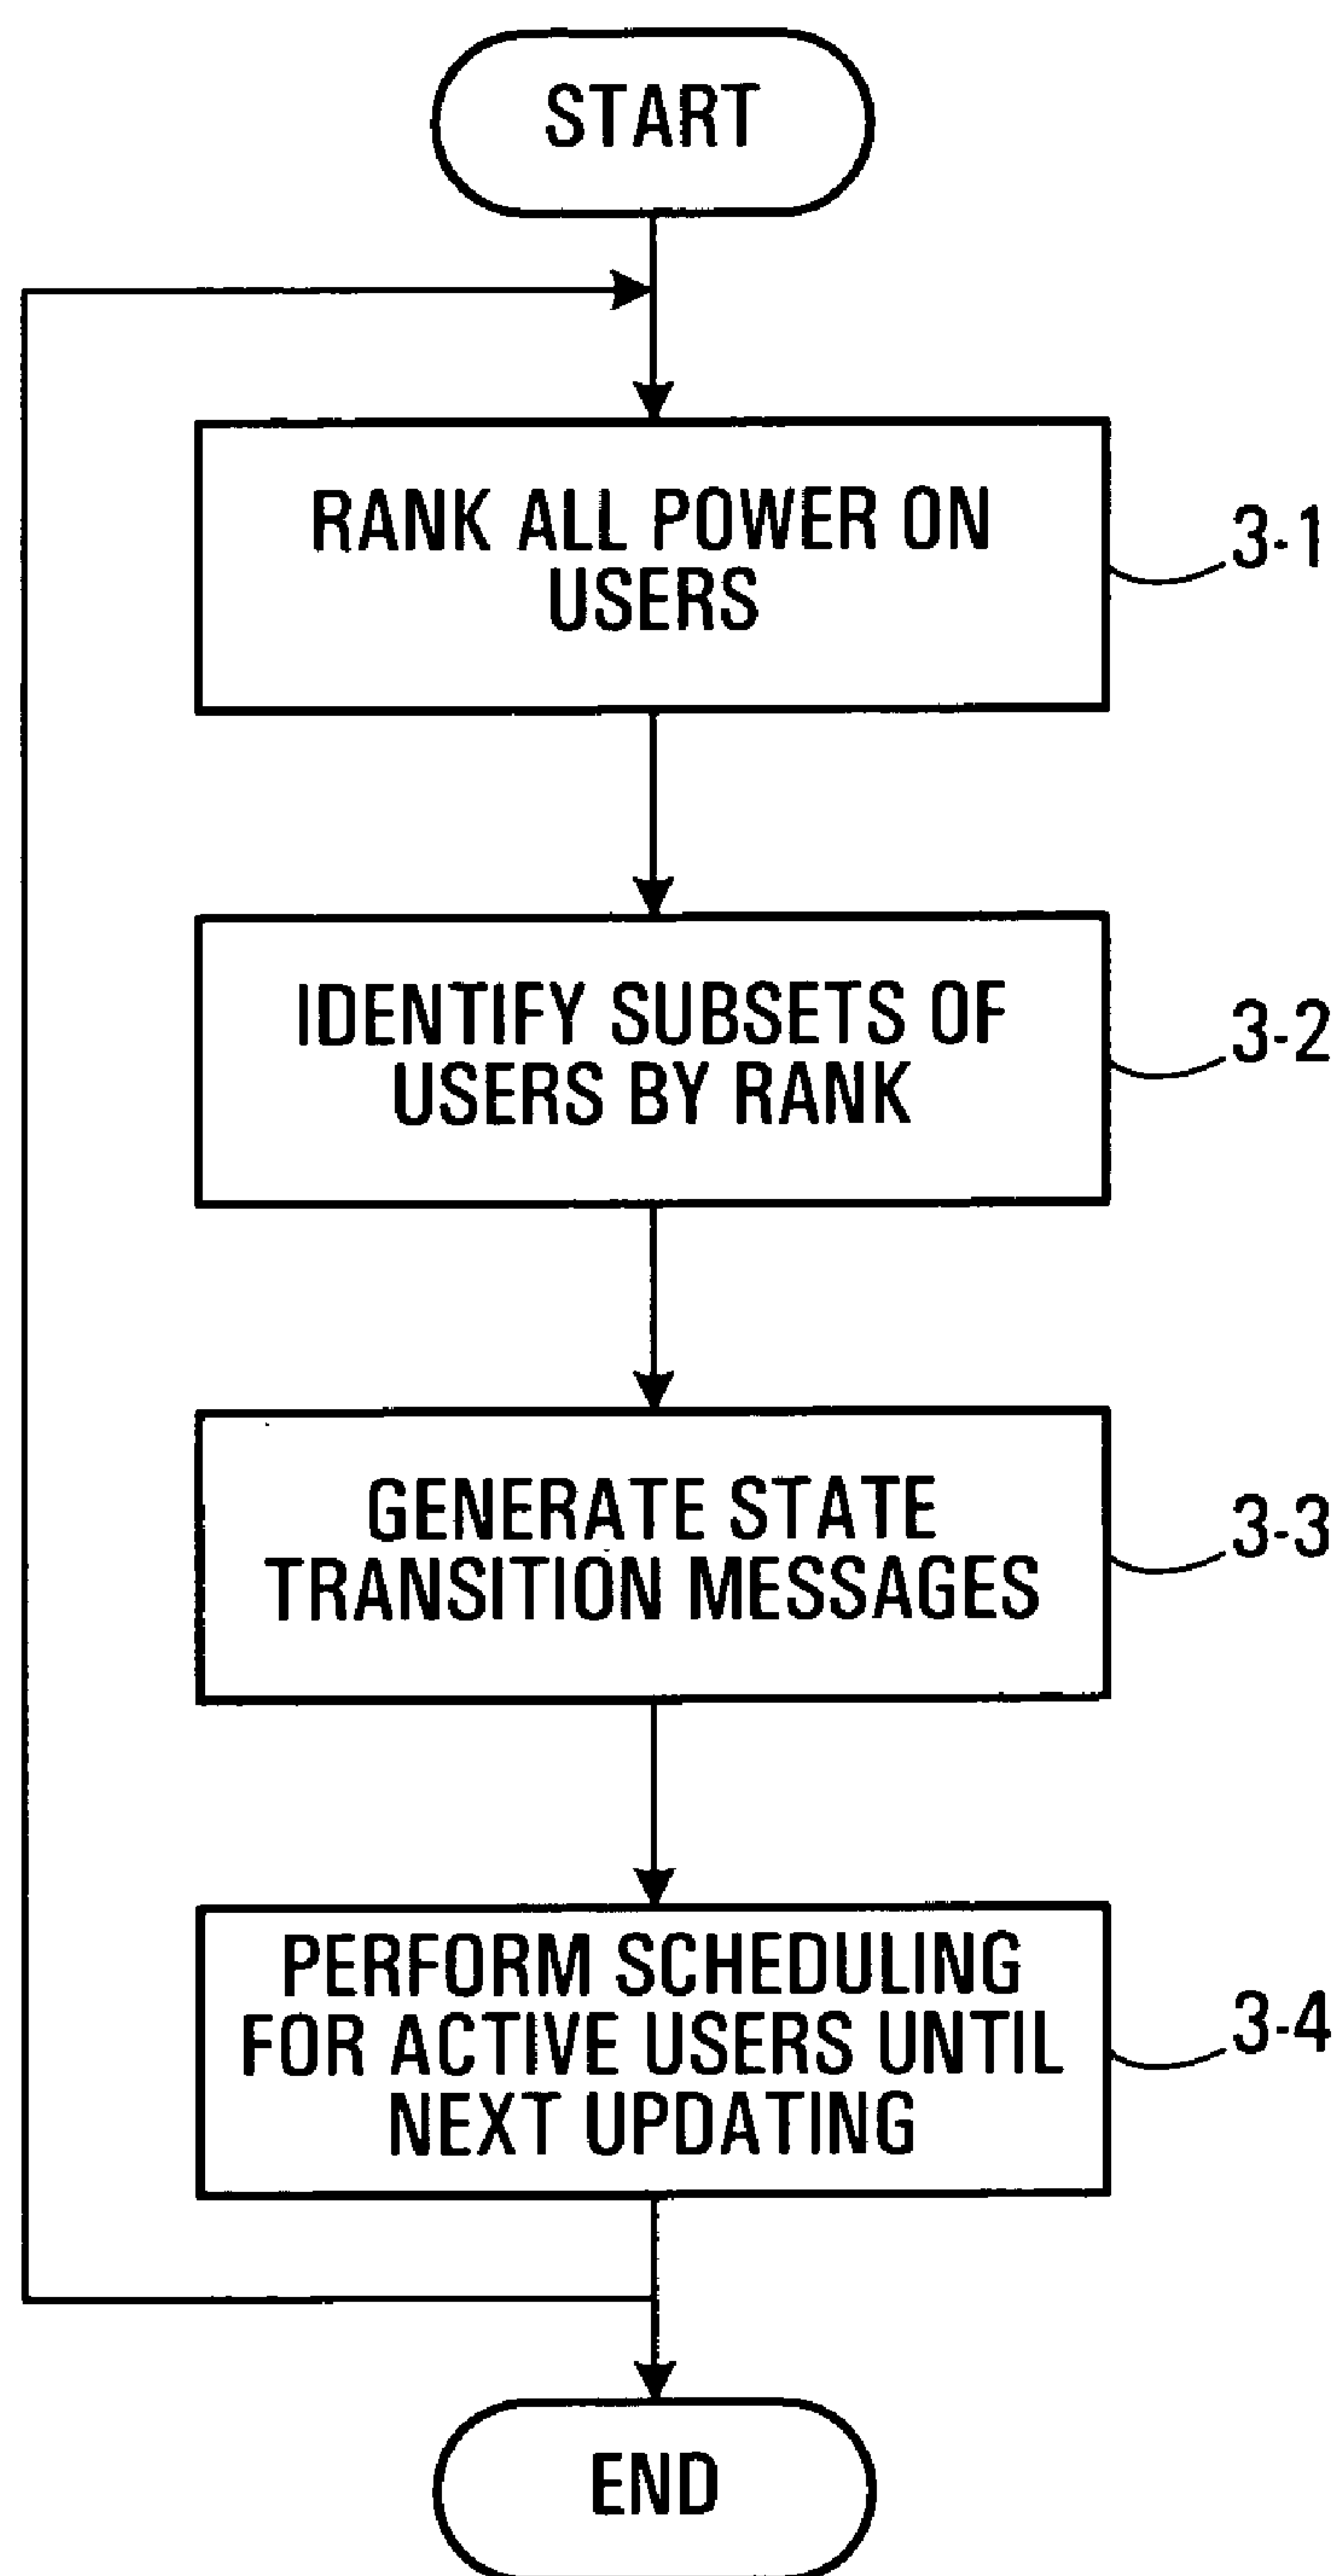 START
RANK ALL POWER ON
USERS
3-1
IDENTIFY SUBSETS OF
USERS BY RANK
3-2
GENERATE STATE
TRANSITION MESSAGES
3-3
PERFORM SCHEDULING
FOR ACTIVE USERS UNTIL
NEXT UPDATING
3-4
END